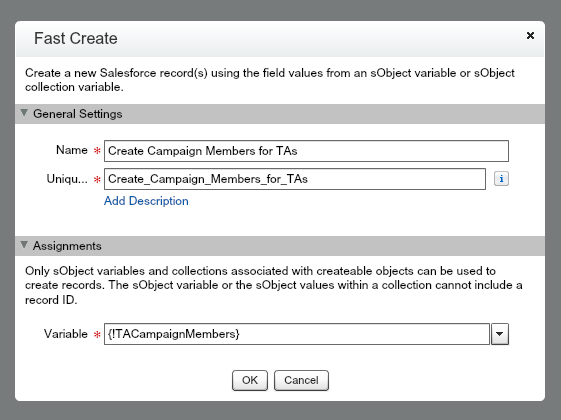 Fast Create
Create a new Salesforce record(s) using the field values from an sObject variable or sObject
collection variable.
General Settings
Name * Create Campaign Members for TAs
Uniqu... * Create_Campaign_Members_for_TAs i
Add Description
Assignments
Only sObject variables and collections associated with createable objects can be used to
create records. The sObject variable or the sObject values within a collection cannot include a
record ID.
Variable * {!TACampaignMembers}
OK Cancel